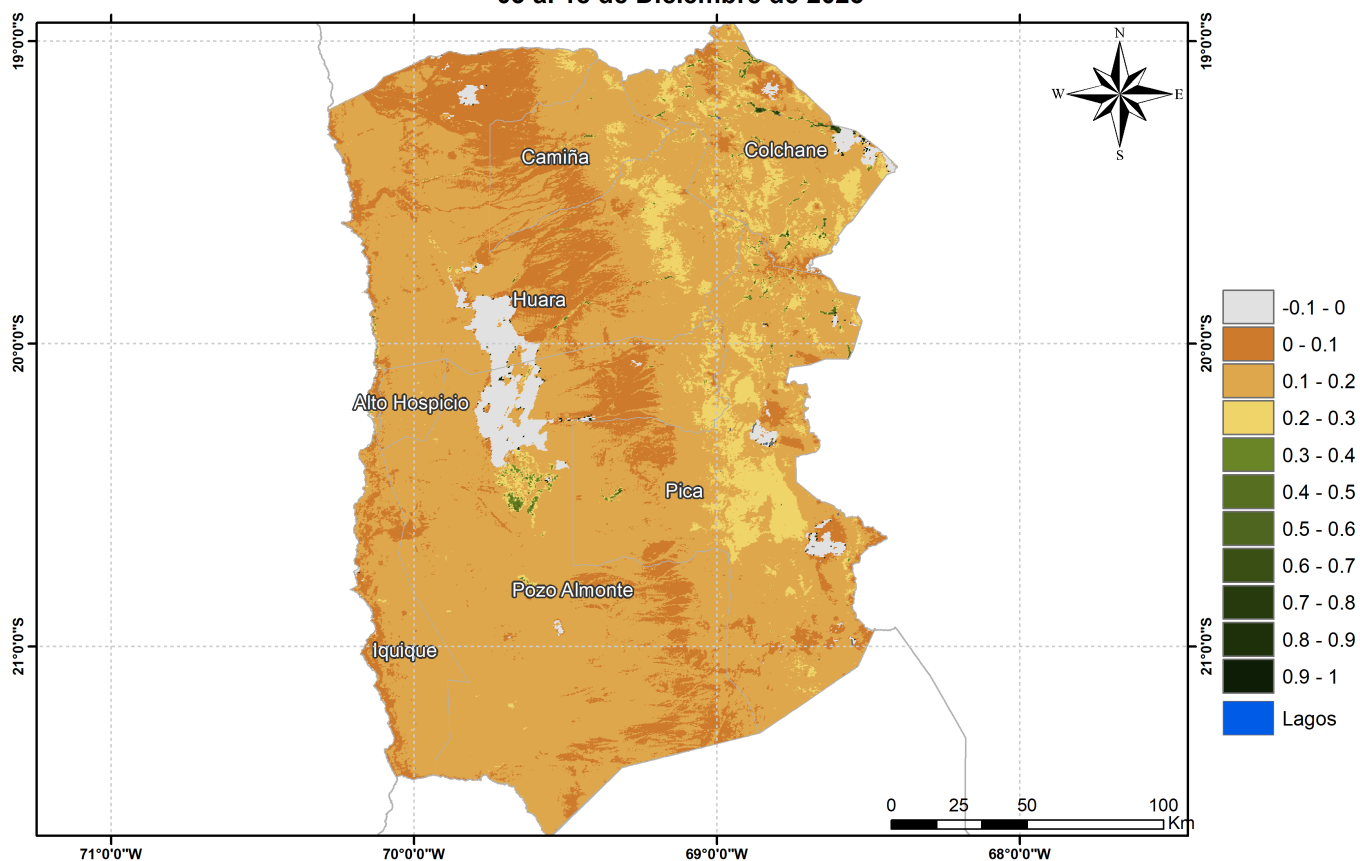 19°0'0"S
19°0'0"S
N
W
E
S
Camiña
Colchane
Huara
20°0'0"S
20°0'0"S
Alto Hospicio
Pica
Pozo Almonte
Iquique
21°0'0"S
21°0'0"S
-0.1 - 0
0 - 0.1
0.1 - 0.2
0.2 - 0.3
0.3 - 0.4
0.4 - 0.5
0.5 - 0.6
0.6 - 0.7
0.7 - 0.8
0.8 - 0.9
0.9 - 1
Lagos
0 25 50 100
Km
71°0'0"W
70°0'0"W
69°0'0"W
68°0'0"W